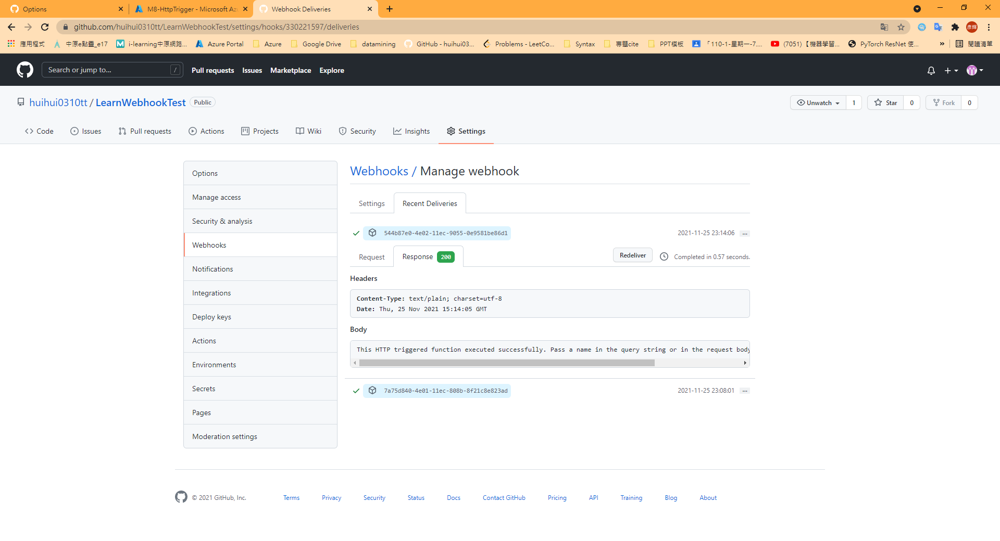 Options
M8-HttpTrigger - Microsoft Az
Webhook Deliveries
github.com/huihui0310tt/LearnWebhookTest/settings/hooks/330221597/deliveries
彥輝
應用程式
中原e點靈_e17
i-learning中原網路...
Azure Portal
Azure
Google Drive
datamining
GitHub - huihui03...
Problems - LeetCo...
Syntax
專題cite
PPT模板
「110-1-星期一-7....
(7051)【機器學習...
PyTorch ResNet 使...
»
閱讀清單
Search or jump to...
/
Pull requests
Issues
Marketplace
Explore
huihui0310tt / LearnWebhookTest
Public
Unwatch
1
Star
0
Fork
0
Code
Issues
Pull requests
Actions
Projects
Wiki
Security
Insights
Settings
Options
Manage access
Security & analysis
Webhooks
Notifications
Integrations
Deploy keys
Actions
Environments
Secrets
Pages
Moderation settings
Webhooks / Manage webhook
Settings
Recent Deliveries
544b87e0-4e02-11ec-9055-0e9581be86d1
2021-11-25 23:14:06
...
Request
Response 200
Redeliver
Completed in 0.57 seconds.
Headers
Content-Type: text/plain; charset=utf-8
Date: Thu, 25 Nov 2021 15:14:05 GMT
Body
This HTTP triggered function executed successfully. Pass a name in the query string or in the request body
7a75d840-4e01-11ec-808b-8f21c8e823ad
2021-11-25 23:08:01
...
© 2021 GitHub, Inc.
Terms
Privacy
Security
Status
Docs
Contact GitHub
Pricing
API
Training
Blog
About